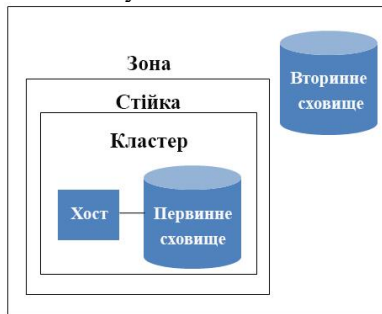 Зона
Стійка
Кластер
Хост
Первинне
сховище
Вторинне
сховище